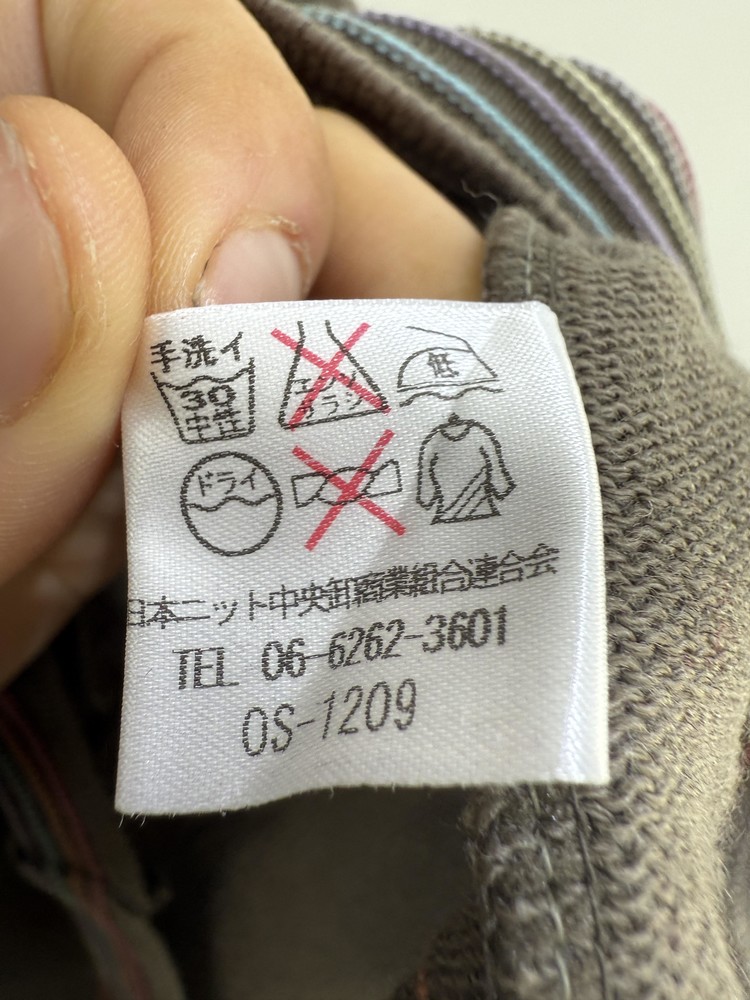 手洗イ
30
中性
エンソ
サラシ
低
ドライ
日本ニット中央卸商業組合連合会
TEL 06-6262-3601
OS-1209